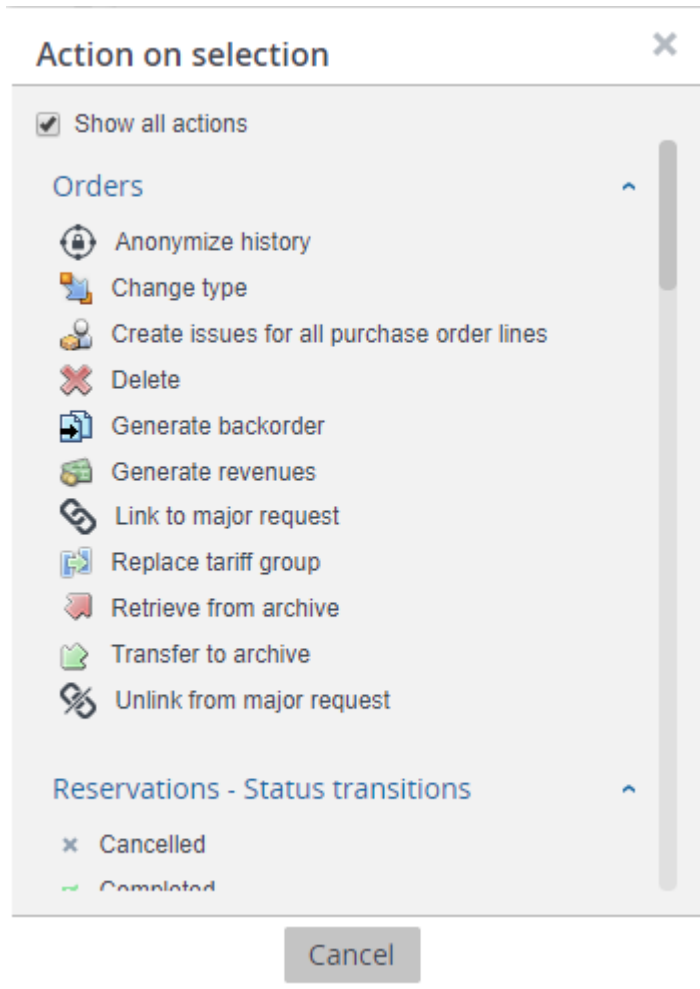 Action on selection
Show all actions
Orders
Anonymize history
Change type
Create issues for all purchase order lines
Delete
Generate backorder
Generate revenues
Link to major request
Replace tariff group
Retrieve from archive
Transfer to archive
Unlink from major request
Reservations - Status transitions
Cancelled
Completed
Cancel